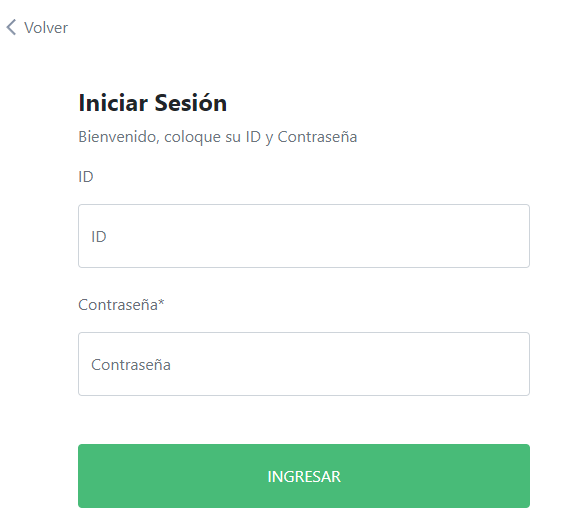 Volver
Iniciar Sesión
Bienvenido, coloque su ID y Contraseña
ID
ID
Contraseña*
Contraseña
INGRESAR